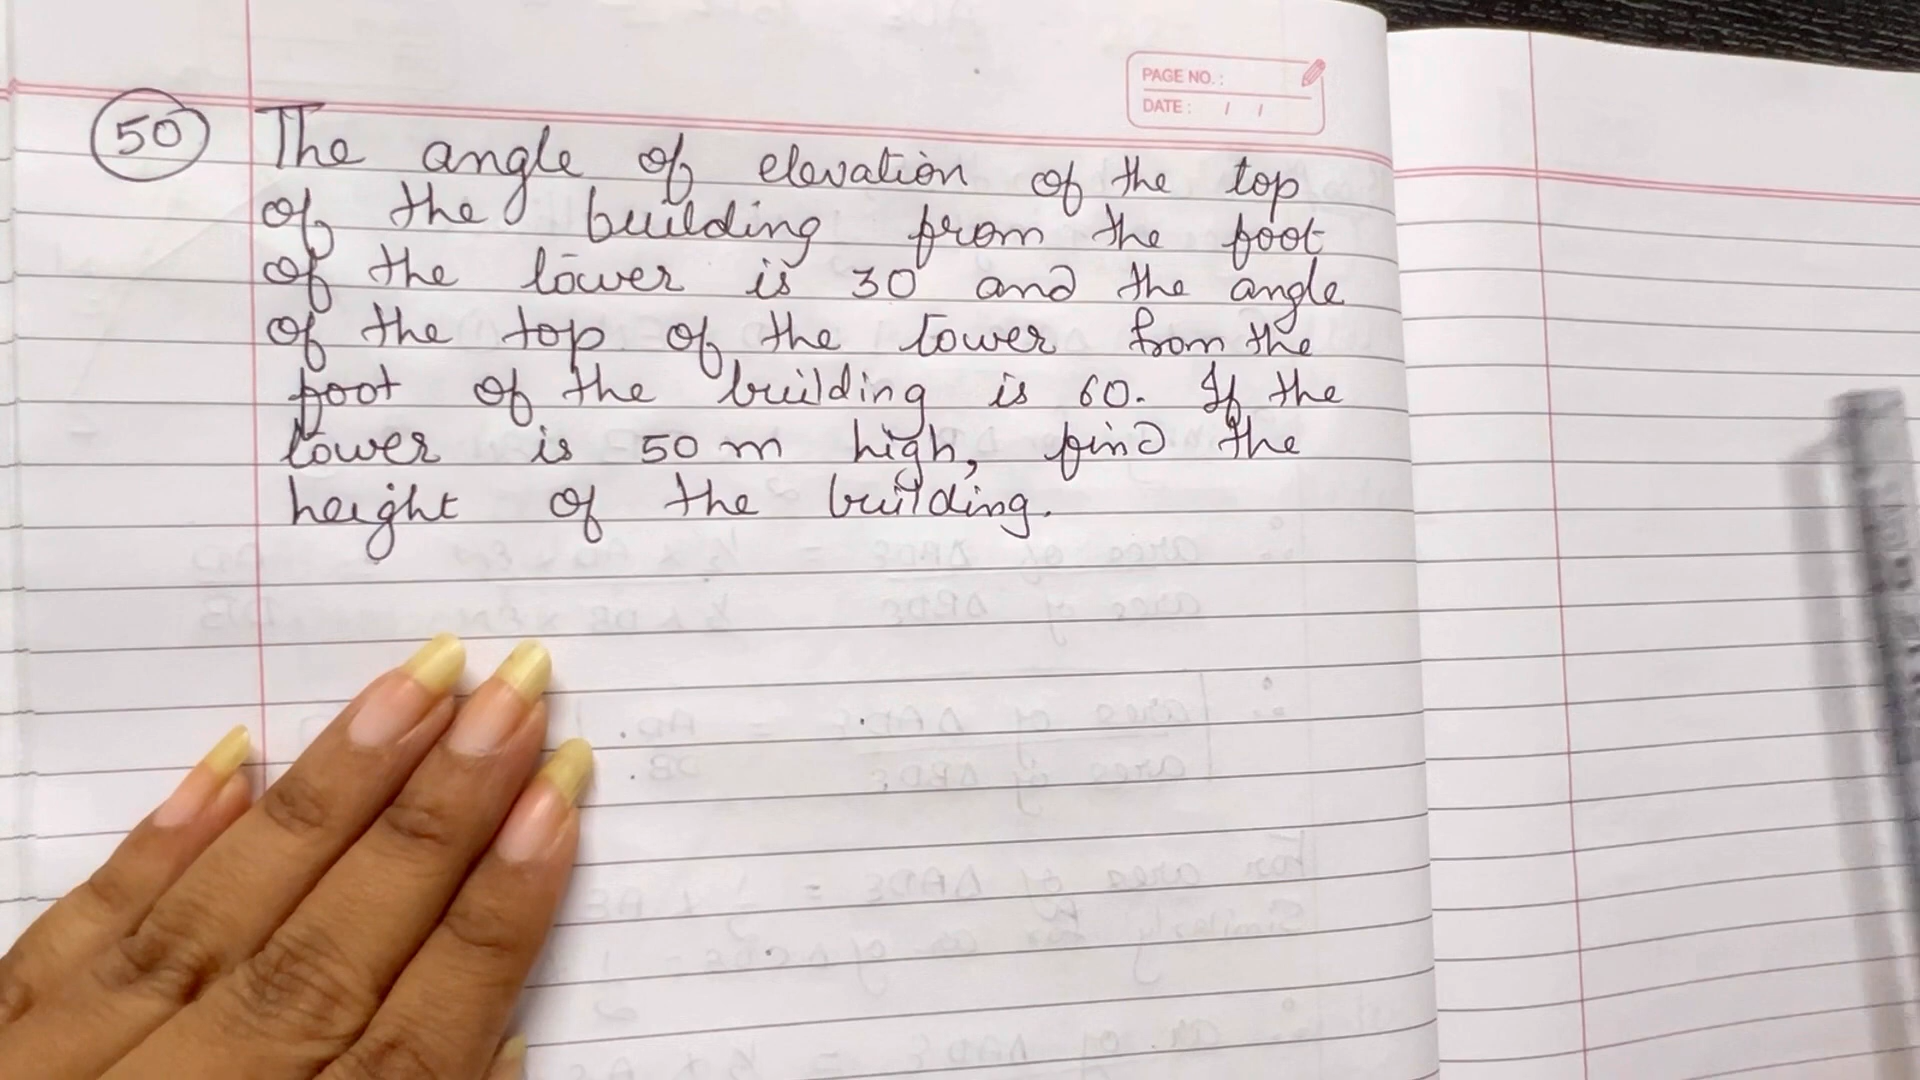 PAGE NO.:
DATE: / /
50 The angle of elevation of the top
of the building from the foot
of the tower is 30 and the angle
of the top of the tower from the
foot of the building is 60. If the
tower is 50 m high, find the
height of the building.